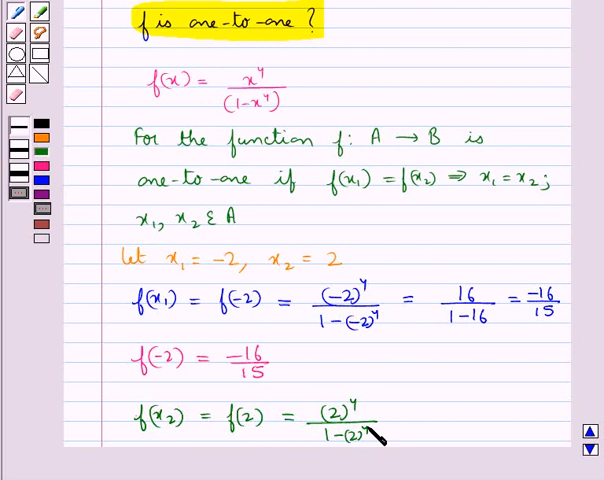 f is one-to-one ?
f(x) = x⁴/(1-x⁴)
For the function f: A → B is
one-to-one if f(x₁) = f(x₂) ⇒ x₁ = x₂;
x₁, x₂ ε A
let x₁ = -2, x₂ = 2
f(x₁) = f(-2) = (-2)⁴/1-(-2)⁴ = 16/1-16 = -16/15
f(-2) = -16/15
f(x₂) = f(2) = (2)⁴/1-(2)⁴